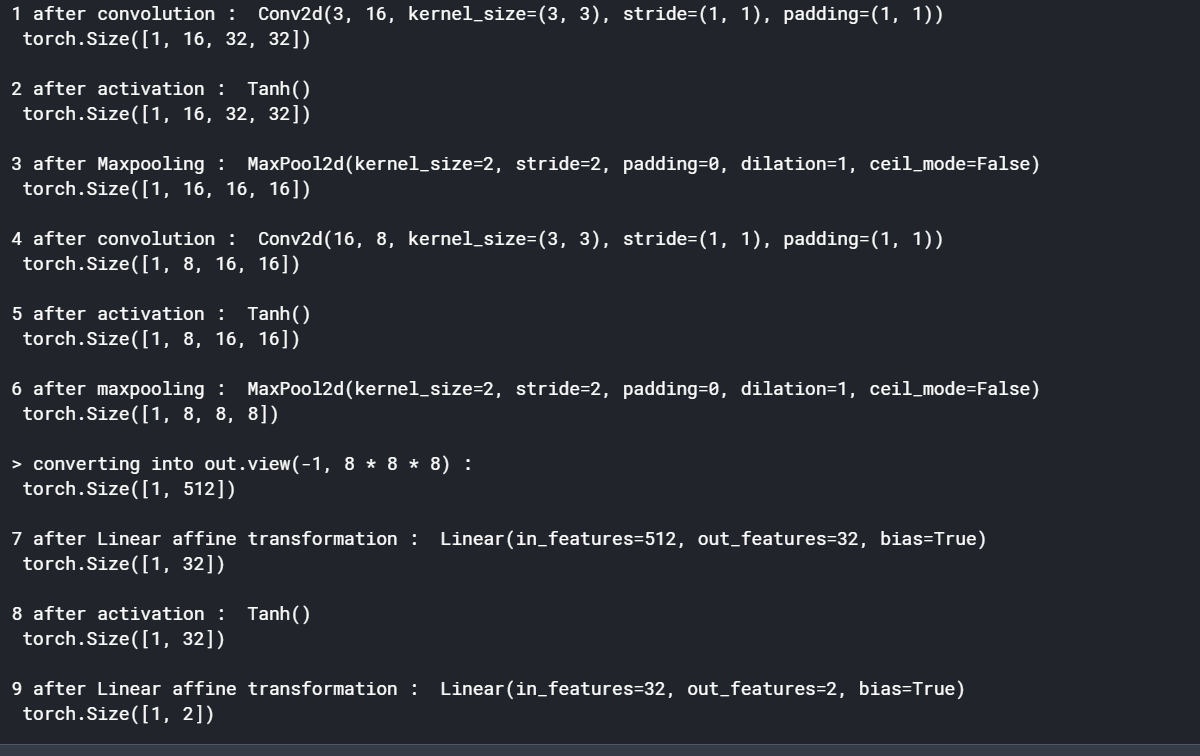 1 after convolution :  Conv2d(3, 16, kernel_size=(3, 3), stride=(1, 1), padding=(1, 1))
torch.Size([1, 16, 32, 32])
2 after activation :  Tanh()
torch.Size([1, 16, 32, 32])
3 after Maxpooling :  MaxPool2d(kernel_size=2, stride=2, padding=0, dilation=1, ceil_mode=False)
torch.Size([1, 16, 16, 16])
4 after convolution :  Conv2d(16, 8, kernel_size=(3, 3), stride=(1, 1), padding=(1, 1))
torch.Size([1, 8, 16, 16])
5 after activation :  Tanh()
torch.Size([1, 8, 16, 16])
6 after maxpooling :  MaxPool2d(kernel_size=2, stride=2, padding=0, dilation=1, ceil_mode=False)
torch.Size([1, 8, 8, 8])
> converting into out.view(-1, 8 * 8 * 8) :
torch.Size([1, 512])
7 after Linear affine transformation :  Linear(in_features=512, out_features=32, bias=True)
torch.Size([1, 32])
8 after activation :  Tanh()
torch.Size([1, 32])
9 after Linear affine transformation :  Linear(in_features=32, out_features=2, bias=True)
torch.Size([1, 2])